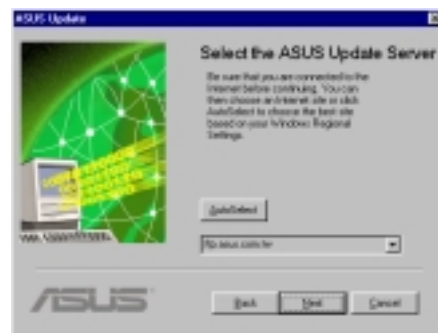 ASUS Update
Select the ASUS Update Server
Be sure that you are connected to the
Internet before continuing. You can
then choose an Internet site or click
AutoSelect to choose the best site
based on your Windows Regional
Settings.
AutoSelect
ftp.asus.com.tw
ASUS
Back
Next
Cancel